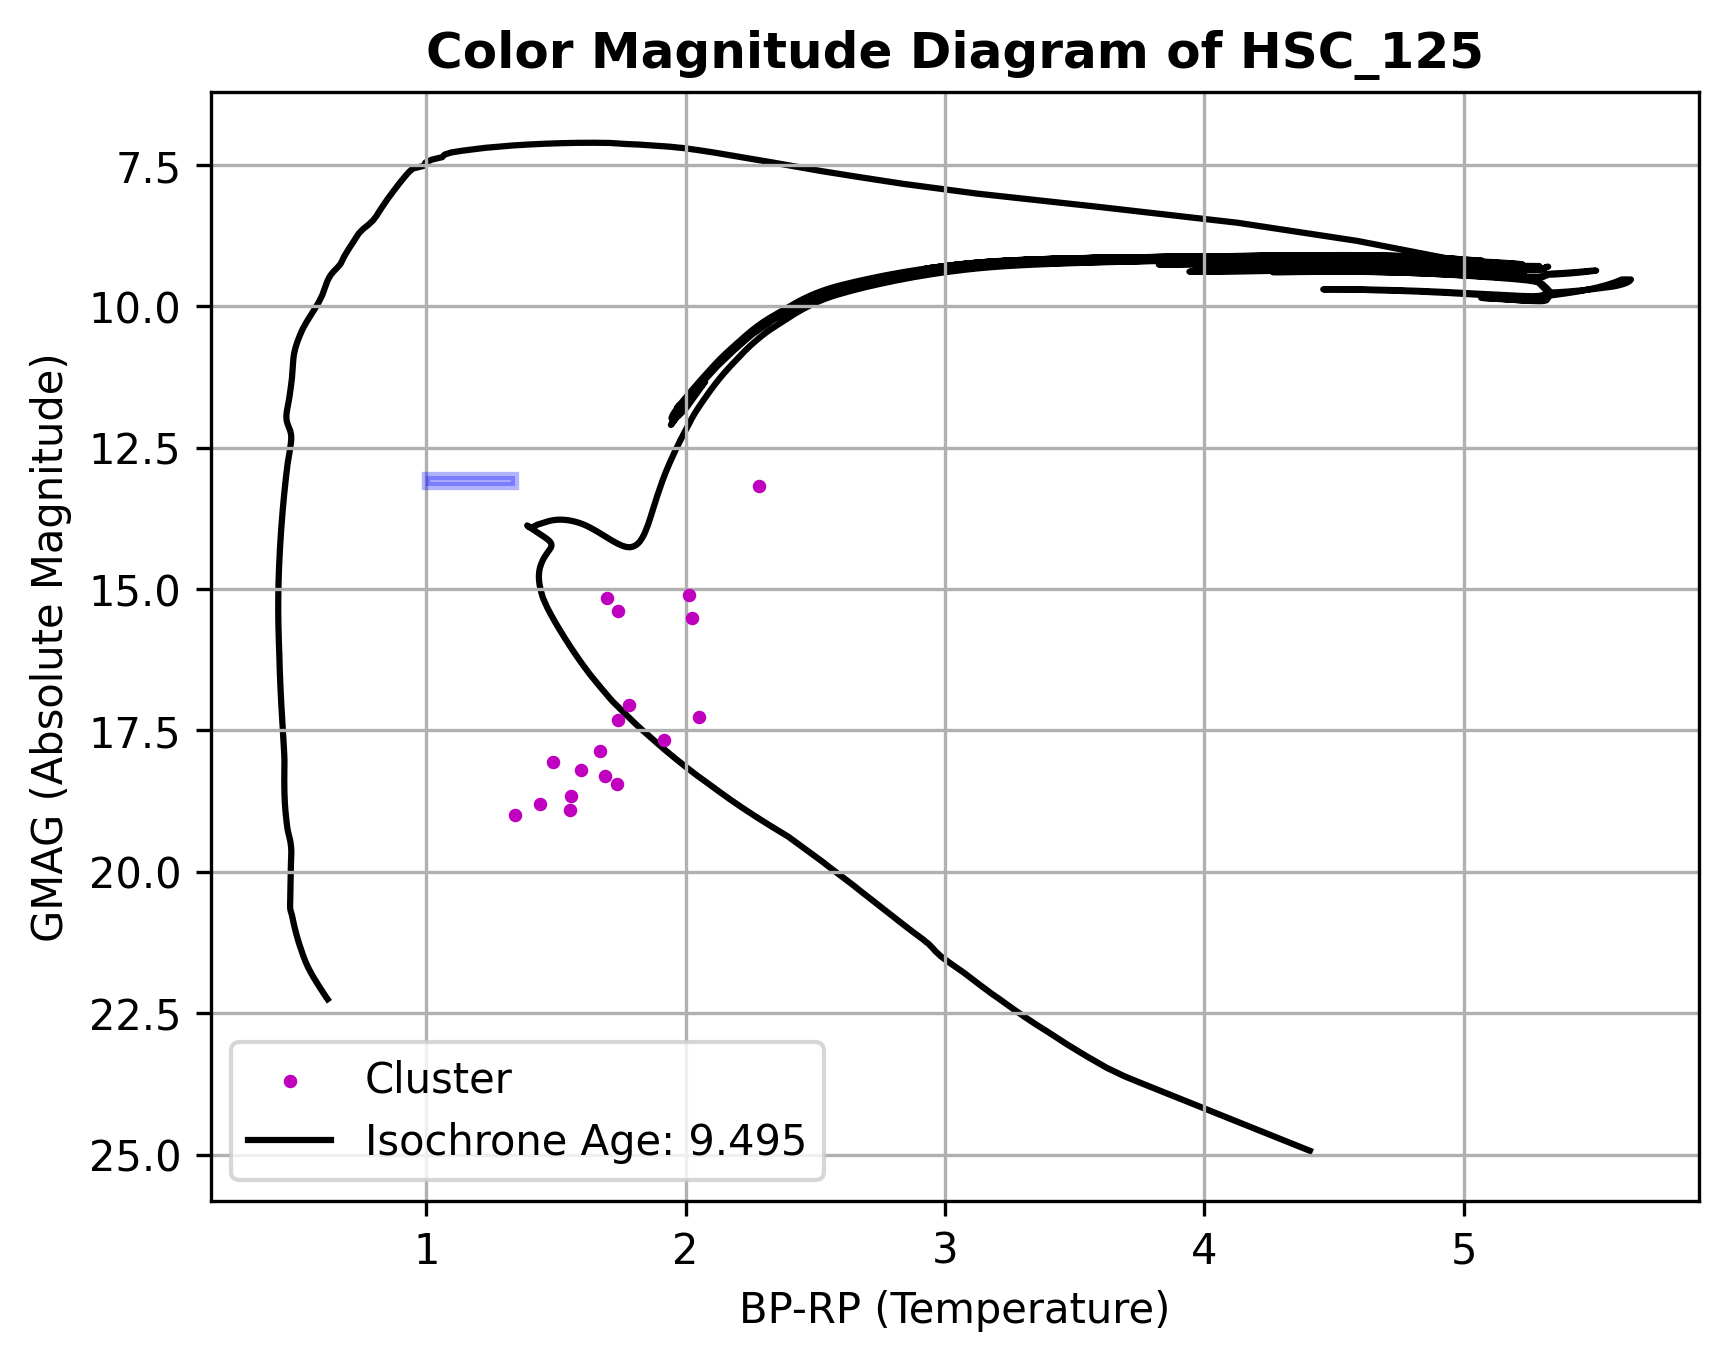 Color Magnitude Diagram of HSC_125
GMAG (Absolute Magnitude)
7.5
10.0
12.5
15.0
17.5
20.0
22.5
25.0
Cluster
Isochrone Age: 9.495
1 2 3 4 5
BP-RP (Temperature)